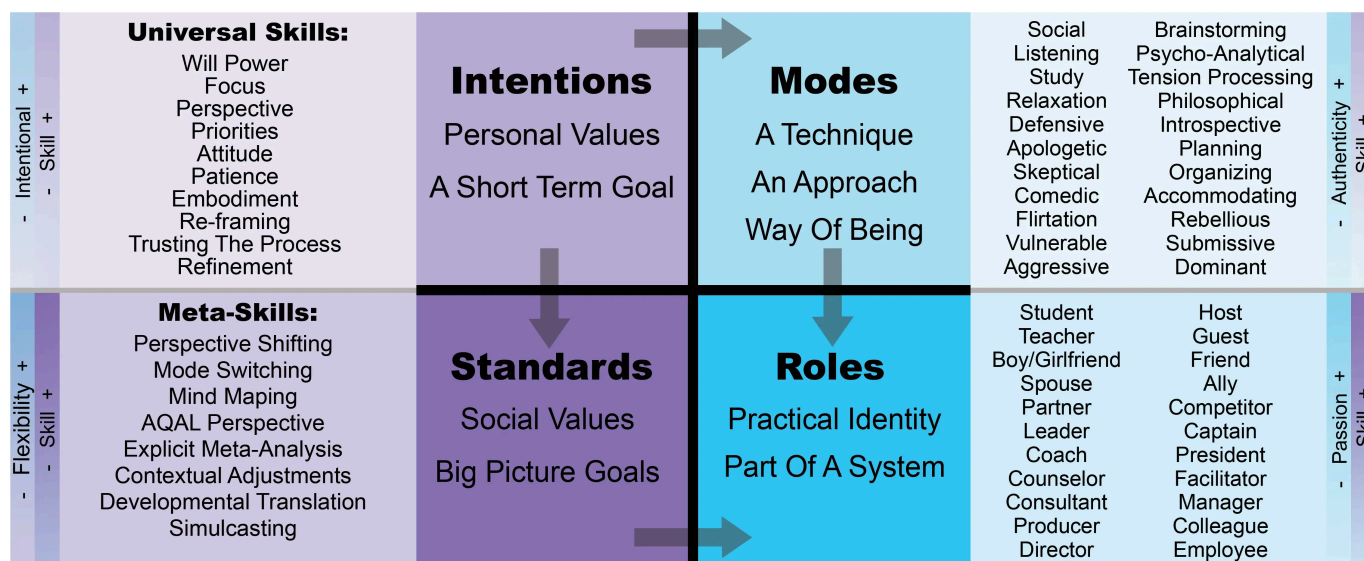 - Intentional +
- Skill +
Universal Skills:
Will Power
Focus
Perspective
Priorities
Attitude
Patience
Embodiment
Re-framing
Trusting The Process
Refinement
Intentions
Personal Values
A Short Term Goal
Modes
A Technique
An Approach
Way Of Being
Social
Listening
Study
Relaxation
Defensive
Apologetic
Skeptical
Comedic
Flirtation
Vulnerable
Aggressive
Brainstorming
Psycho-Analytical
Tension Processing
Philosophical
Introspective
Planning
Organizing
Accommodating
Rebellious
Submissive
Dominant
- Authenticity +
Skill +
- Flexibility +
- Skill +
Meta-Skills:
Perspective Shifting
Mode Switching
Mind Maping
AQAL Perspective
Explicit Meta-Analysis
Contextual Adjustments
Developmental Translation
Simulcasting
Standards
Social Values
Big Picture Goals
Roles
Practical Identity
Part Of A System
Student
Teacher
Boy/Girlfriend
Spouse
Partner
Leader
Coach
Counselor
Consultant
Producer
Director
Host
Guest
Friend
Ally
Competitor
Captain
President
Facilitator
Manager
Colleague
Employee
- Passion +
Skill +